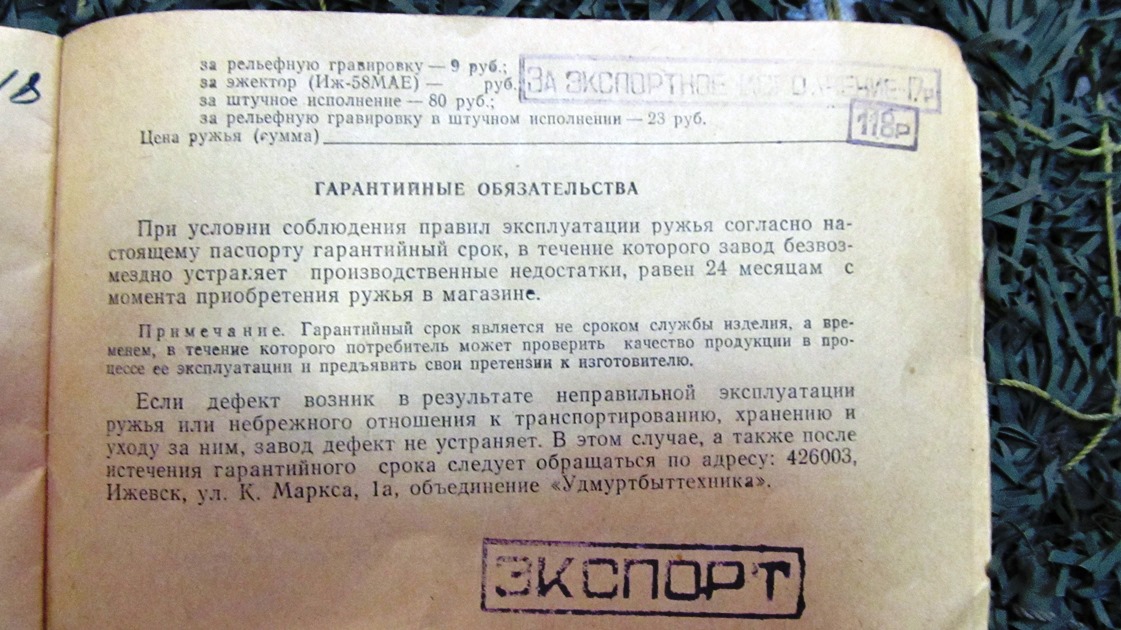 за рельефную гравировку — 9 руб.;
за эжектор (Иж-58МАЕ) — руб.
за штучное исполнение — 80 руб.;
за рельефную гравировку в штучном исполнении — 23 руб.
Цена ружья (сумма)
ЗА ЭКСПОРТНОЕ
118р
18
ГАРАНТИЙНЫЕ ОБЯЗАТЕЛЬСТВА
При условии соблюдения правил эксплуатации ружья согласно на-
стоящему паспорту гарантийный срок, в течение которого завод безвоз-
мездно устраняет производственные недостатки, равен 24 месяцам с
момента приобретения ружья в магазине.
Примечание. Гарантийный срок является не сроком службы изделия, а вре-
менем, в течение которого потребитель может проверить качество продукции в про-
цессе ее эксплуатации и предъявить свои претензии к изготовителю.
Если дефект возник в результате неправильной эксплуатации
ружья или небрежного отношения к транспортированию, хранению и
уходу за ним, завод дефект не устраняет. В этом случае, а также после
истечения гарантийного срока следует обращаться по адресу: 426003,
Ижевск, ул. К. Маркса, 1а, объединение «Удмуртбыттехника».
ЭКСПОРТ